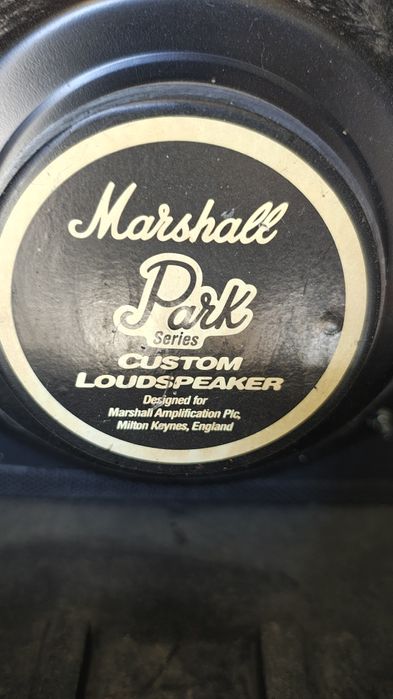 Marshall
Park
Series
CUSTOM
LOUDSPEAKER
Designed for
Marshall Amplification Plc,
Milton Keynes, England